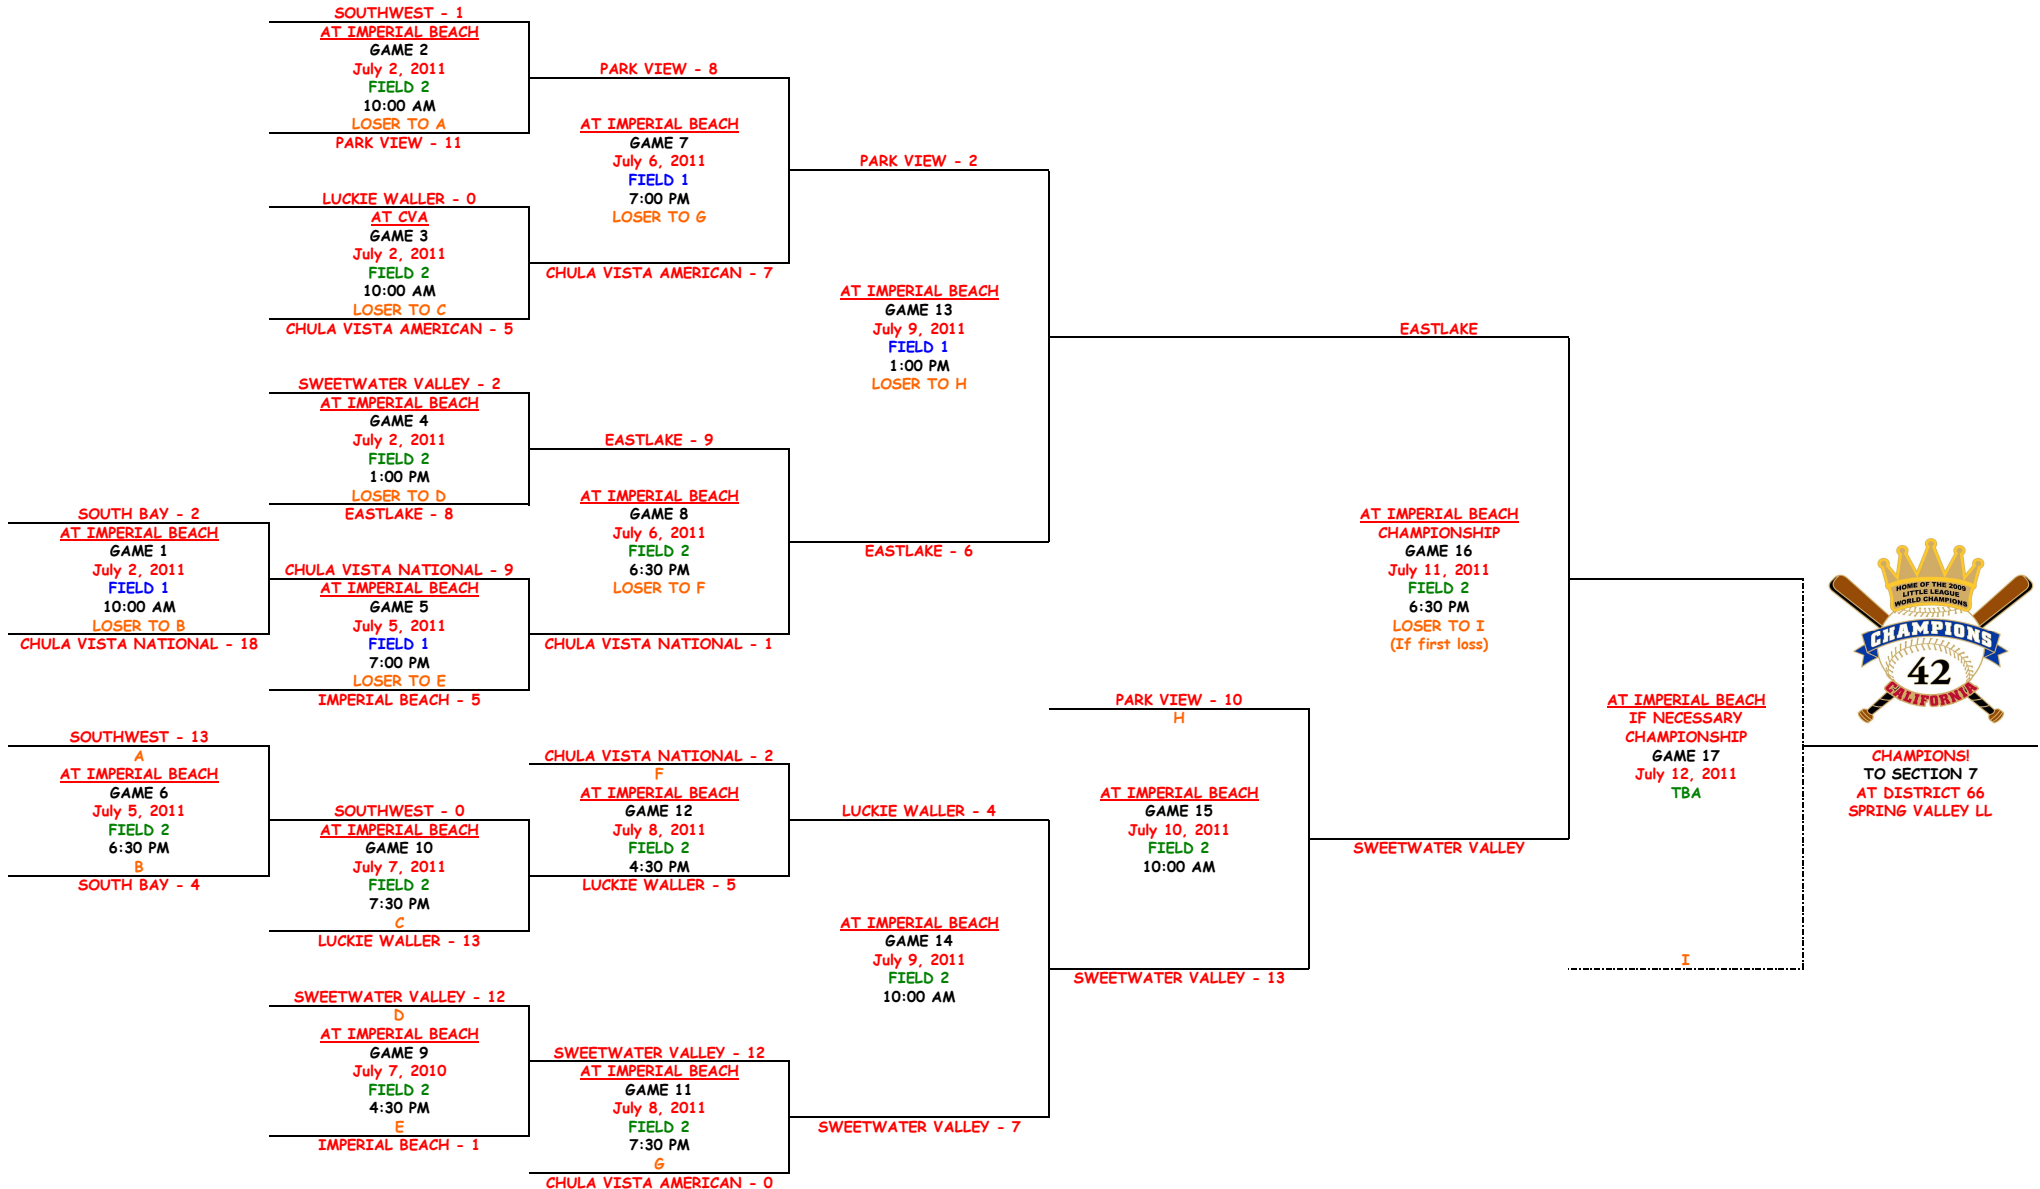 SOUTHWEST - 1
AT IMPERIAL BEACH
GAME 2
July 2, 2011
FIELD 2
10:00 AM
LOSER TO A
PARK VIEW - 11
LUCKIE WALLER - 0
AT CVA
GAME 3
July 2, 2011
FIELD 2
10:00 AM
LOSER TO C
CHULA VISTA AMERICAN - 5
SWEETWATER VALLEY - 2
AT IMPERIAL BEACH
GAME 4
July 2, 2011
FIELD 2
1:00 PM
LOSER TO D
EASTLAKE - 8
SOUTH BAY - 2
AT IMPERIAL BEACH
GAME 1
July 2, 2011
FIELD 1
10:00 AM
LOSER TO B
CHULA VISTA NATIONAL - 18
CHULA VISTA NATIONAL - 9
AT IMPERIAL BEACH
GAME 5
July 5, 2011
FIELD 1
7:00 PM
LOSER TO E
IMPERIAL BEACH - 5
SOUTHWEST - 13
A
AT IMPERIAL BEACH
GAME 6
July 5, 2011
FIELD 2
6:30 PM
B
SOUTH BAY - 4
SOUTHWEST - 0
AT IMPERIAL BEACH
GAME 10
July 7, 2011
FIELD 2
7:30 PM
C
LUCKIE WALLER - 13
SWEETWATER VALLEY - 12
D
AT IMPERIAL BEACH
GAME 9
July 7, 2010
FIELD 2
4:30 PM
E
IMPERIAL BEACH - 1
PARK VIEW - 8
AT IMPERIAL BEACH
GAME 7
July 6, 2011
FIELD 1
7:00 PM
LOSER TO G
CHULA VISTA AMERICAN - 7
EASTLAKE - 9
AT IMPERIAL BEACH
GAME 8
July 6, 2011
FIELD 2
6:30 PM
LOSER TO F
CHULA VISTA NATIONAL - 1
CHULA VISTA NATIONAL - 2
F
AT IMPERIAL BEACH
GAME 12
July 8, 2011
FIELD 2
4:30 PM
LUCKIE WALLER - 5
SWEETWATER VALLEY - 12
AT IMPERIAL BEACH
GAME 11
July 8, 2011
FIELD 2
7:30 PM
G
CHULA VISTA AMERICAN - 0
PARK VIEW - 2
AT IMPERIAL BEACH
GAME 13
July 9, 2011
FIELD 1
1:00 PM
LOSER TO H
EASTLAKE - 6
LUCKIE WALLER - 4
AT IMPERIAL BEACH
GAME 14
July 9, 2011
FIELD 2
10:00 AM
SWEETWATER VALLEY - 7
PARK VIEW - 10
H
AT IMPERIAL BEACH
GAME 15
July 10, 2011
FIELD 2
10:00 AM
SWEETWATER VALLEY - 13
EASTLAKE
AT IMPERIAL BEACH
CHAMPIONSHIP
GAME 16
July 11, 2011
FIELD 2
6:30 PM
LOSER TO I
(If first loss)
SWEETWATER VALLEY
AT IMPERIAL BEACH
IF NECESSARY
CHAMPIONSHIP
GAME 17
July 12, 2011
TBA
I
HOME OF THE 2009
LITTLE LEAGUE
WORLD CHAMPIONS
CHAMPIONS
42
CALIFORNIA
CHAMPIONS!
TO SECTION 7
AT DISTRICT 66
SPRING VALLEY LL